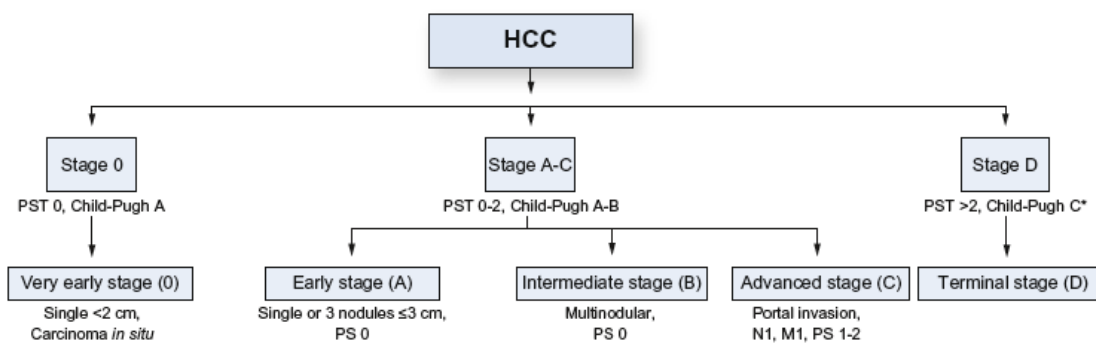 HCC
Stage 0
Stage A-C
Stage D
PST 0, Child-Pugh A
PST 0-2, Child-Pugh A-B
PST >2, Child-Pugh C*
Very early stage (0)
Early stage (A)
Intermediate stage (B)
Advanced stage (C)
Terminal stage (D)
Single <2 cm,
Carcinoma in situ
Single or 3 nodules ≤3 cm,
PS 0
Multinodular,
PS 0
Portal invasion,
N1, M1, PS 1-2